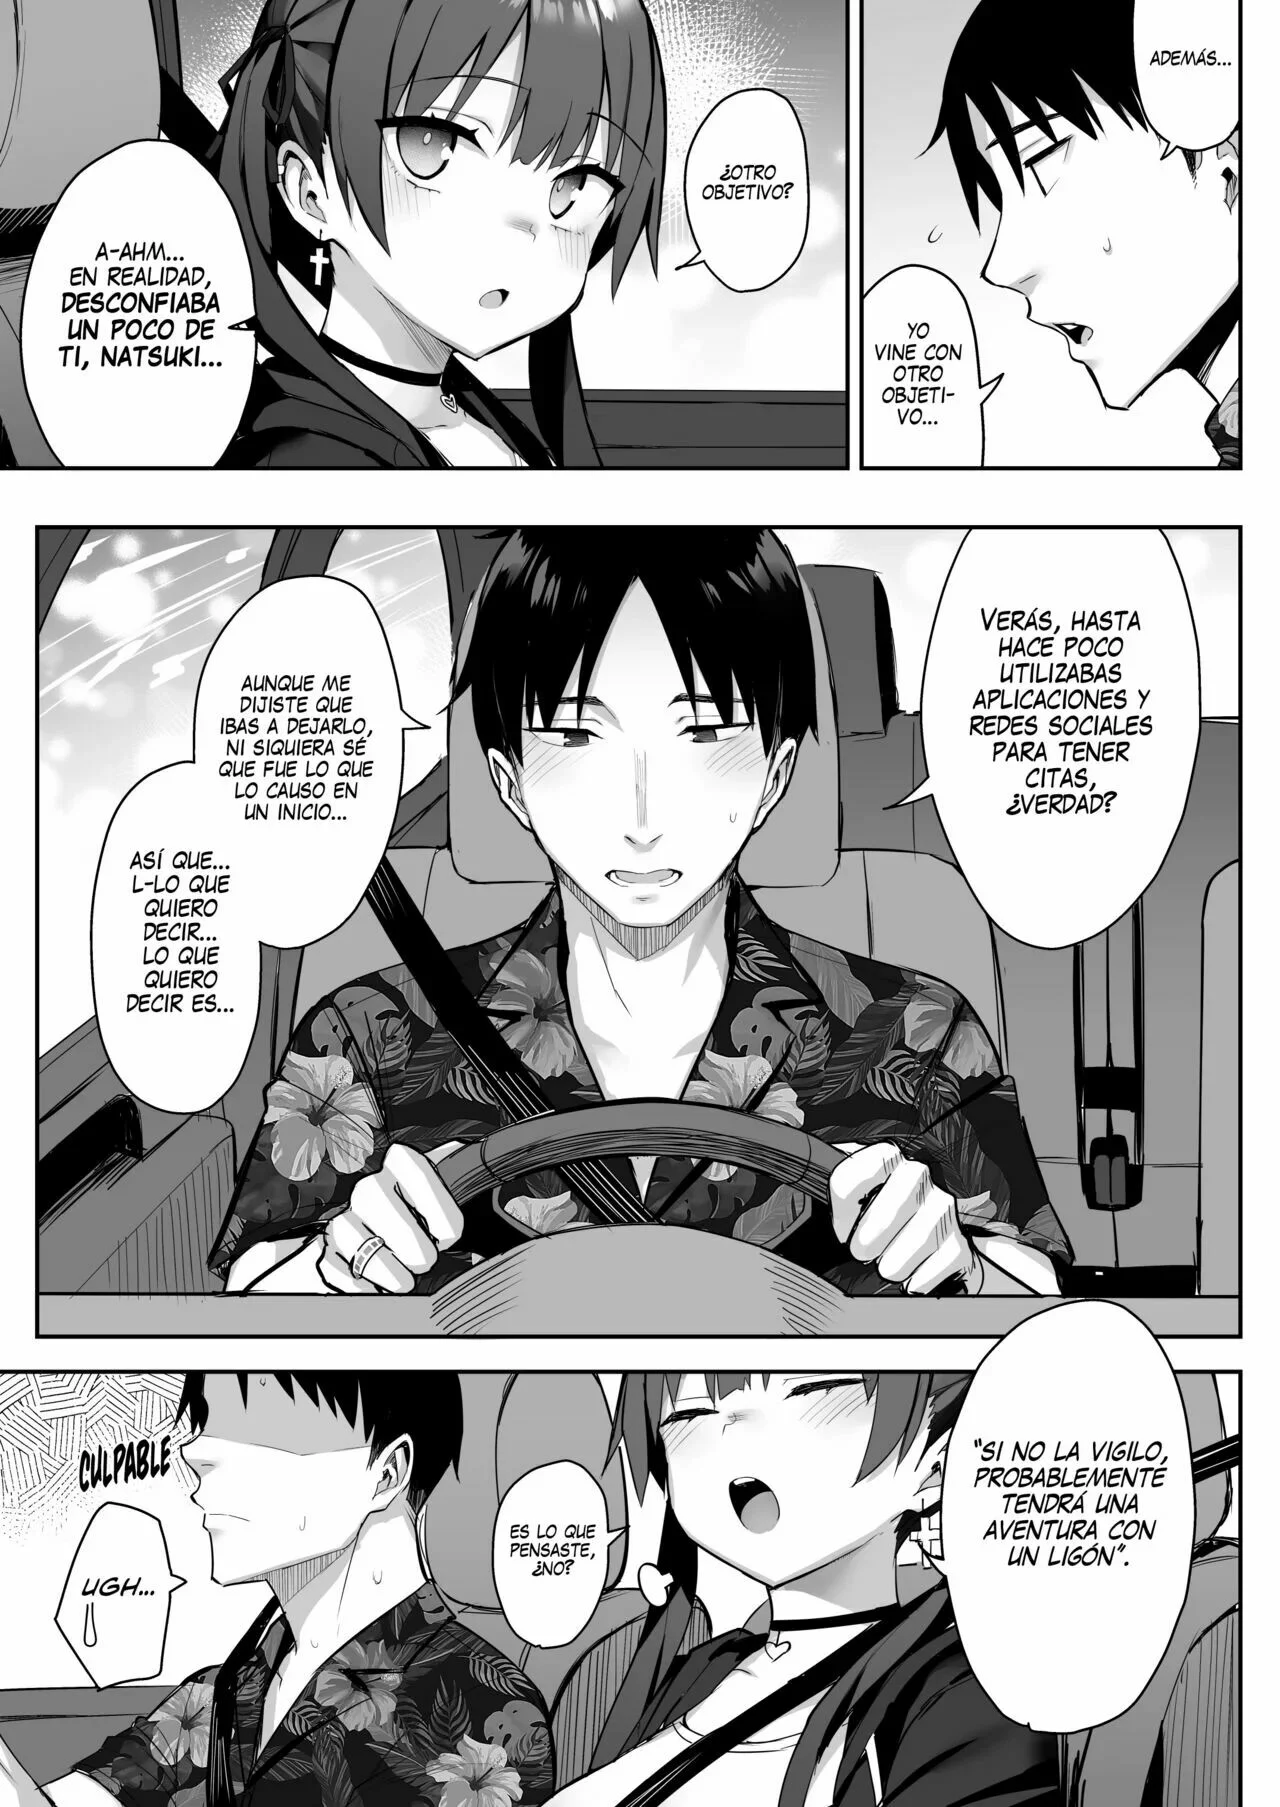 ADEMÁS...
YO
VINE CON
OTRO
OBJETI-
VO...
¿OTRO
OBJETIVO?
A-AHM...
EN REALIDAD,
DESCONFIABA
UN POCO DE
TI, NATSUKI...
VERÁS, HASTA
HACE POCO
UTILIZABAS
APLICACIONES Y
REDES SOCIALES
PARA TENER
CITAS,
¿VERDAD?
AUNQUE ME
DIJISTE QUE
IBAS A DEJARLO,
NI SIQUIERA SÉ
QUE FUE LO QUE
LO CAUSO EN
UN INICIO...
ASÍ QUE...
L-LO QUE
QUIERO
DECIR...
LO QUE
QUIERO
DECIR ES...
"SI NO LA VIGILO,
PROBABLEMENTE
TENDRÁ UNA
AVENTURA CON
UN LIGÓN".
ES LO QUE
PENSASTE,
¿NO?
CULPABLE
UGH...